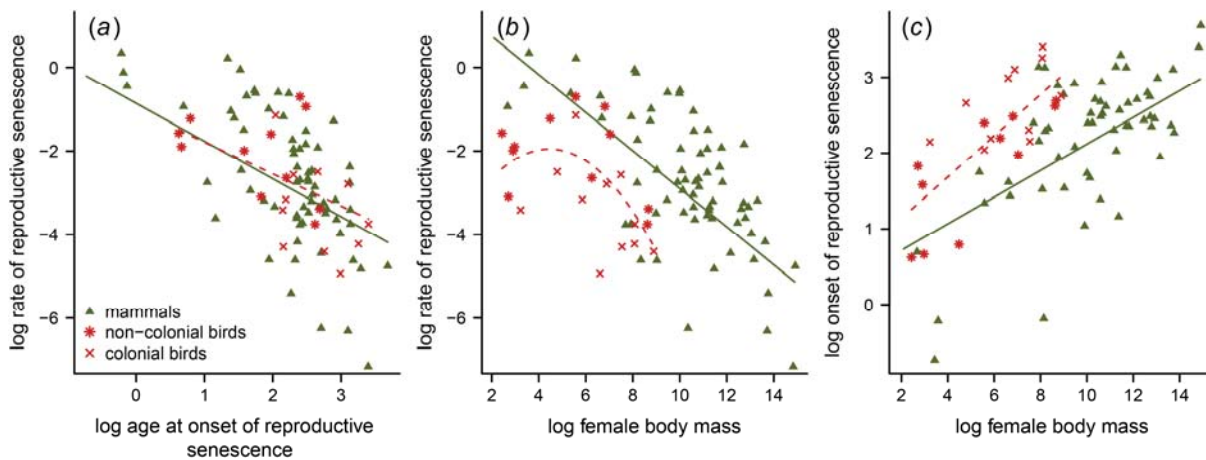 (a)
(b)
(c)
log rate of reproductive senescence
0
−2
−4
−6
mammals
non−colonial birds
colonial birds
0 1 2 3
log age at onset of reproductive
senescence
log rate of reproductive senescence
0
−2
−4
−6
2 4 6 8 10 12 14
log female body mass
log onset of reproductive senescence
3
2
1
0
2 4 6 8 10 12 14
log female body mass